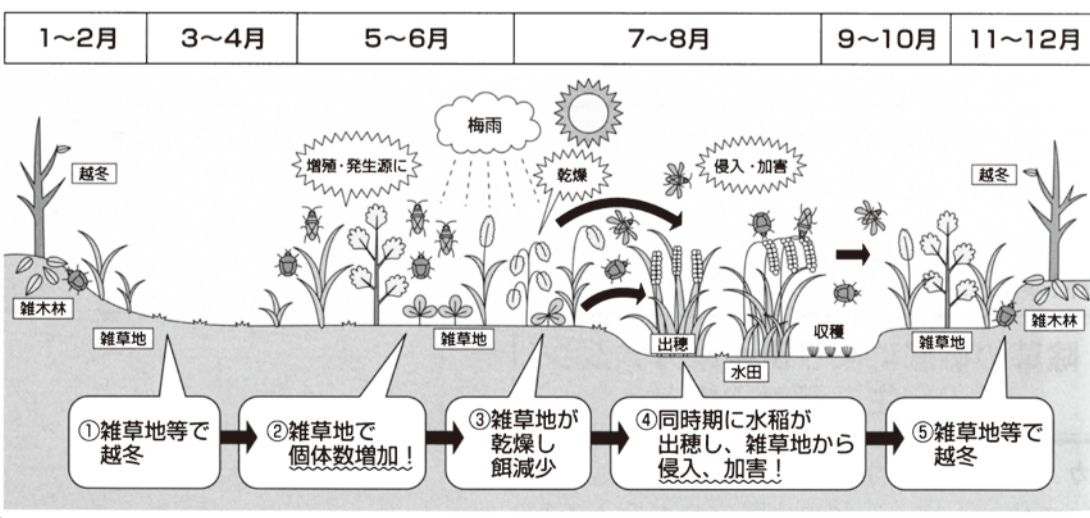 1～2月
3～4月
5～6月
7～8月
9～10月
11～12月
梅雨
増殖・発生源に
乾燥
侵入・加害
越冬
越冬
雑木林
雑草地
雑草地
出穂
水田
収穫
雑草地
雑木林
①雑草地等で
越冬
②雑草地で
個体数増加！
③雑草地が
乾燥し
餌減少
④同時期に水稲が
出穂し、雑草地から
侵入、加害！
⑤雑草地等で
越冬